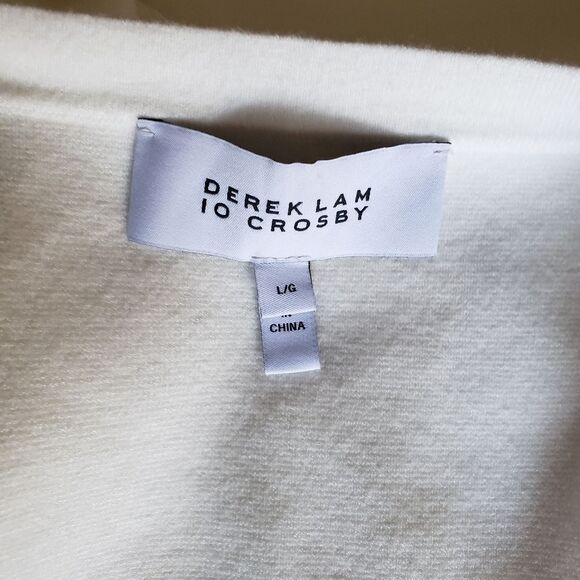 DEREK LAM
10 CROSBY
L/G
CHINA